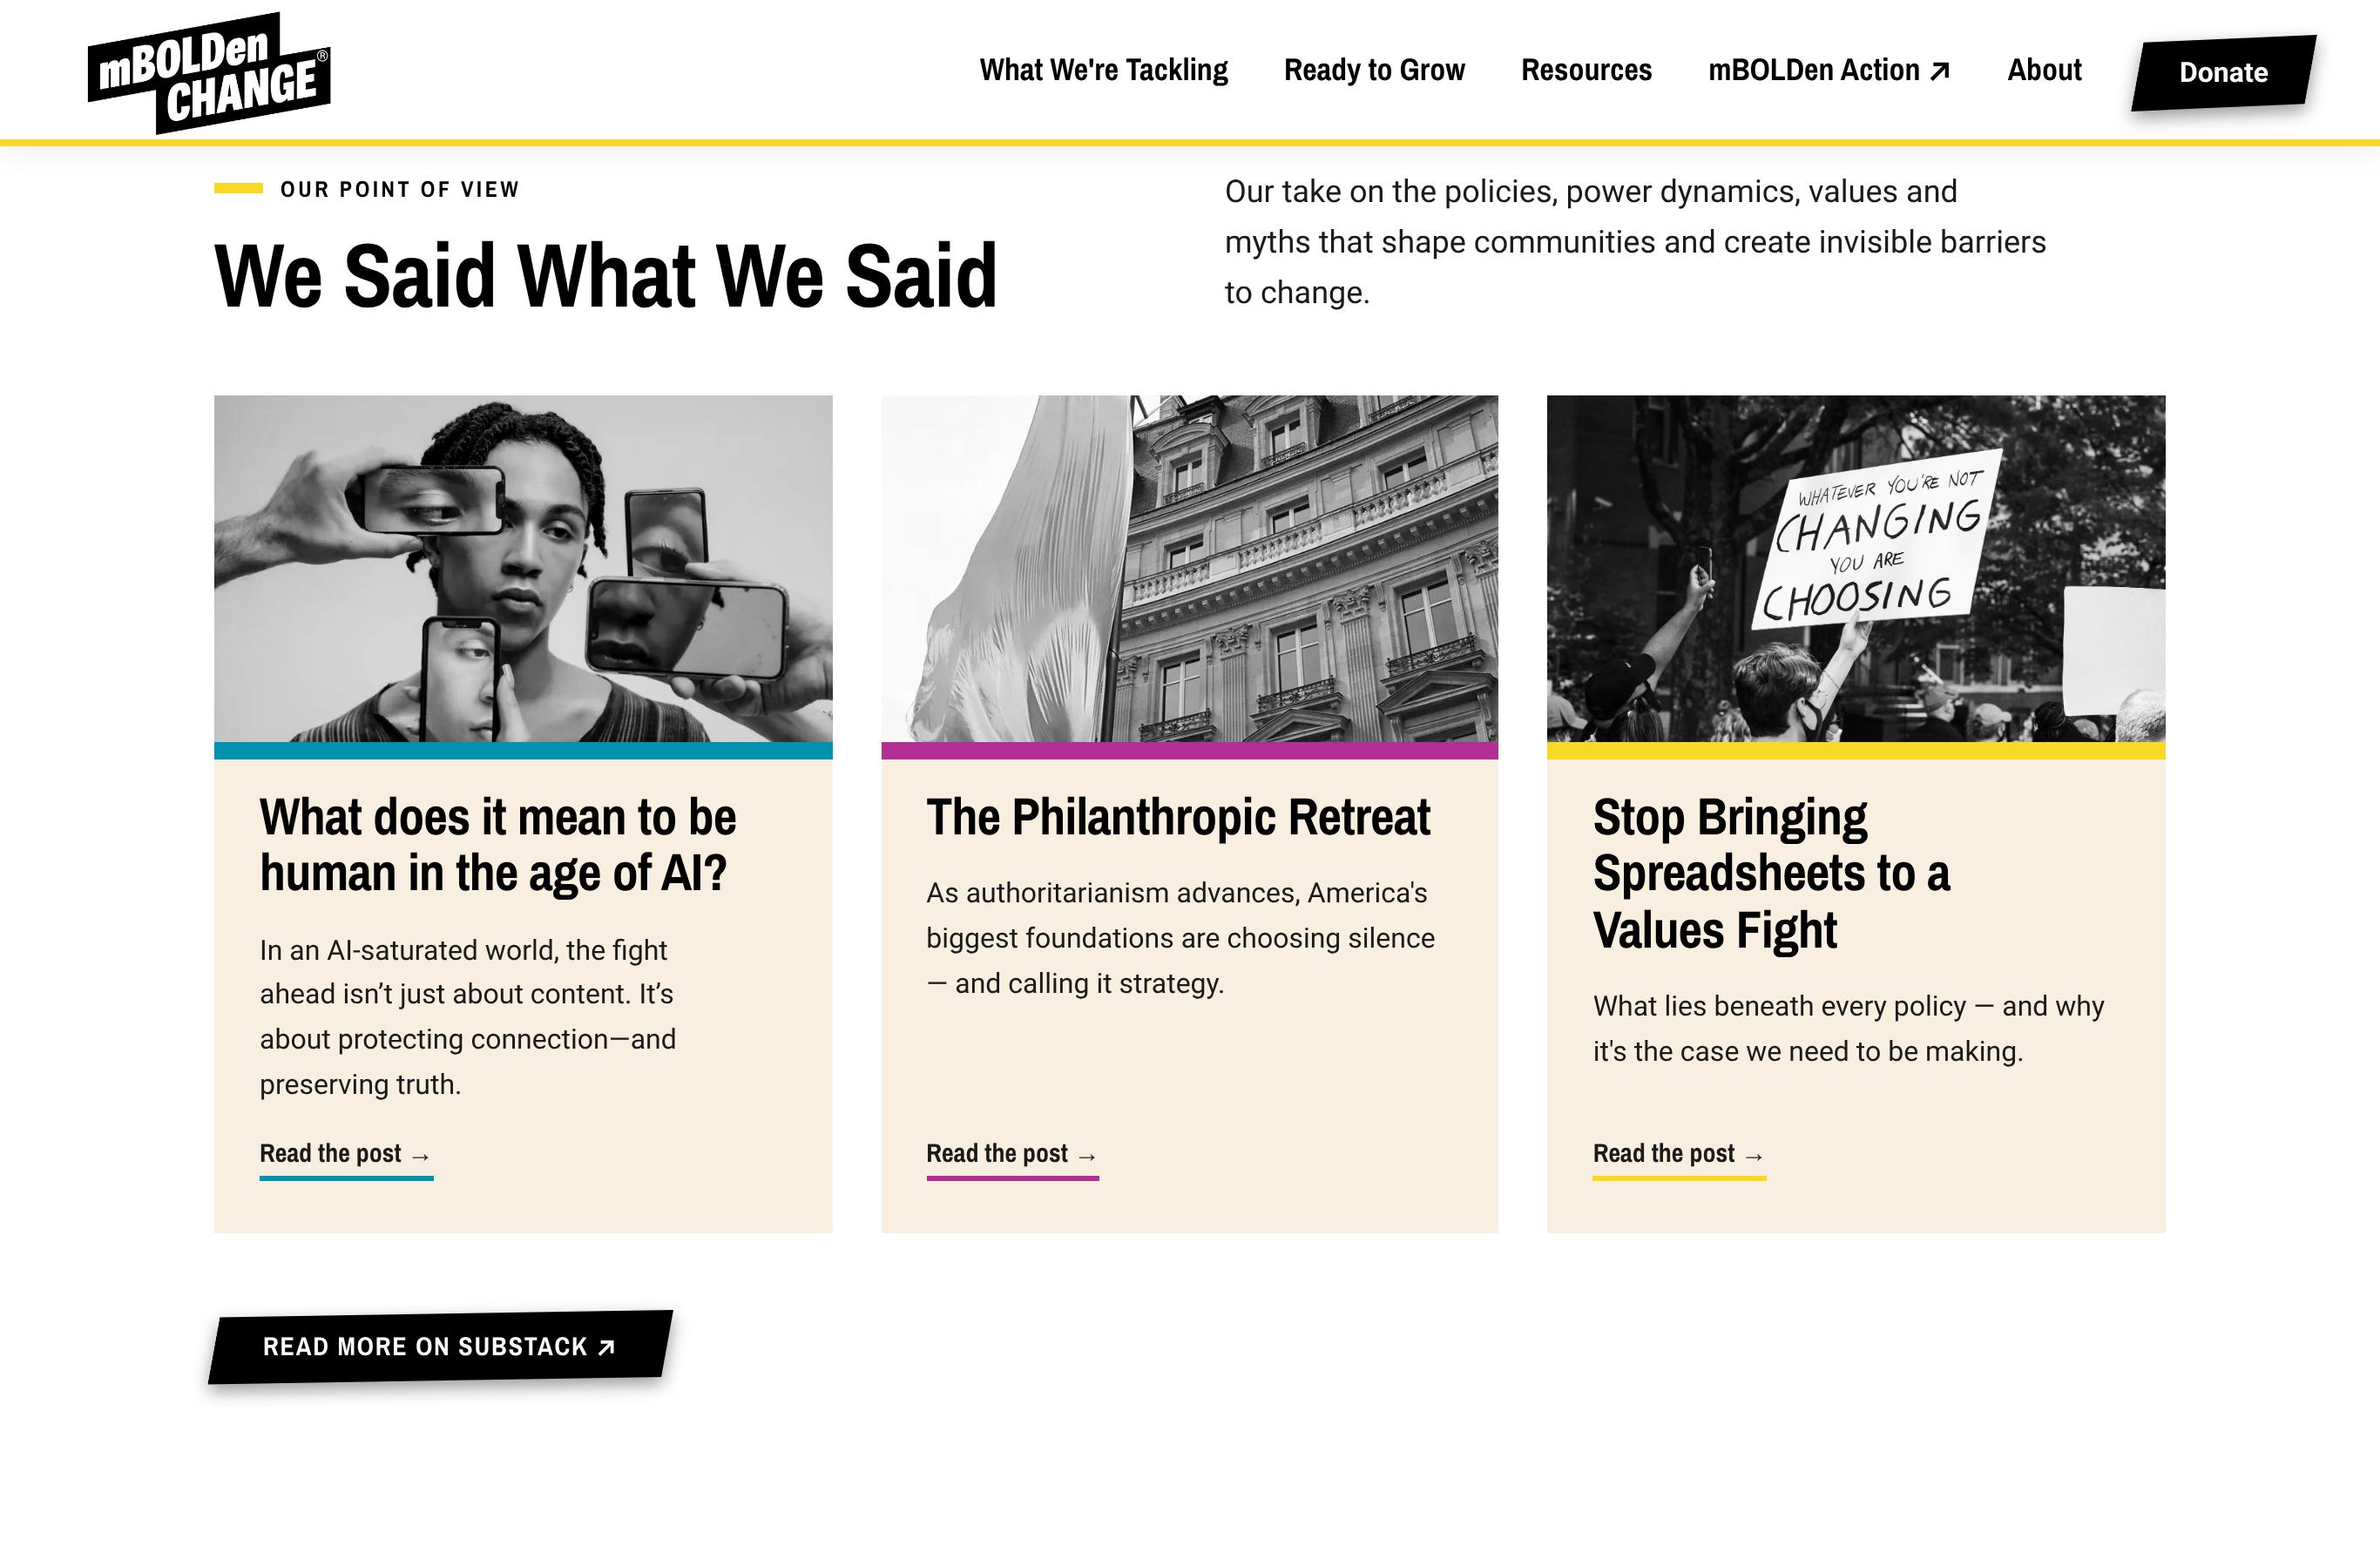 mBOLDen
CHANGE®
What We're Tackling
Ready to Grow
Resources
mBOLDen Action ↗
About
Donate
OUR POINT OF VIEW
We Said What We Said
Our take on the policies, power dynamics, values and
myths that shape communities and create invisible barriers
to change.
WHATEVER YOU'RE NOT
CHANGING
YOU ARE
CHOOSING
What does it mean to be
human in the age of AI?
In an AI-saturated world, the fight
ahead isn’t just about content. It’s
about protecting connection—and
preserving truth.
Read the post →
The Philanthropic Retreat
As authoritarianism advances, America's
biggest foundations are choosing silence
— and calling it strategy.
Read the post →
Stop Bringing
Spreadsheets to a
Values Fight
What lies beneath every policy — and why
it's the case we need to be making.
Read the post →
READ MORE ON SUBSTACK ↗